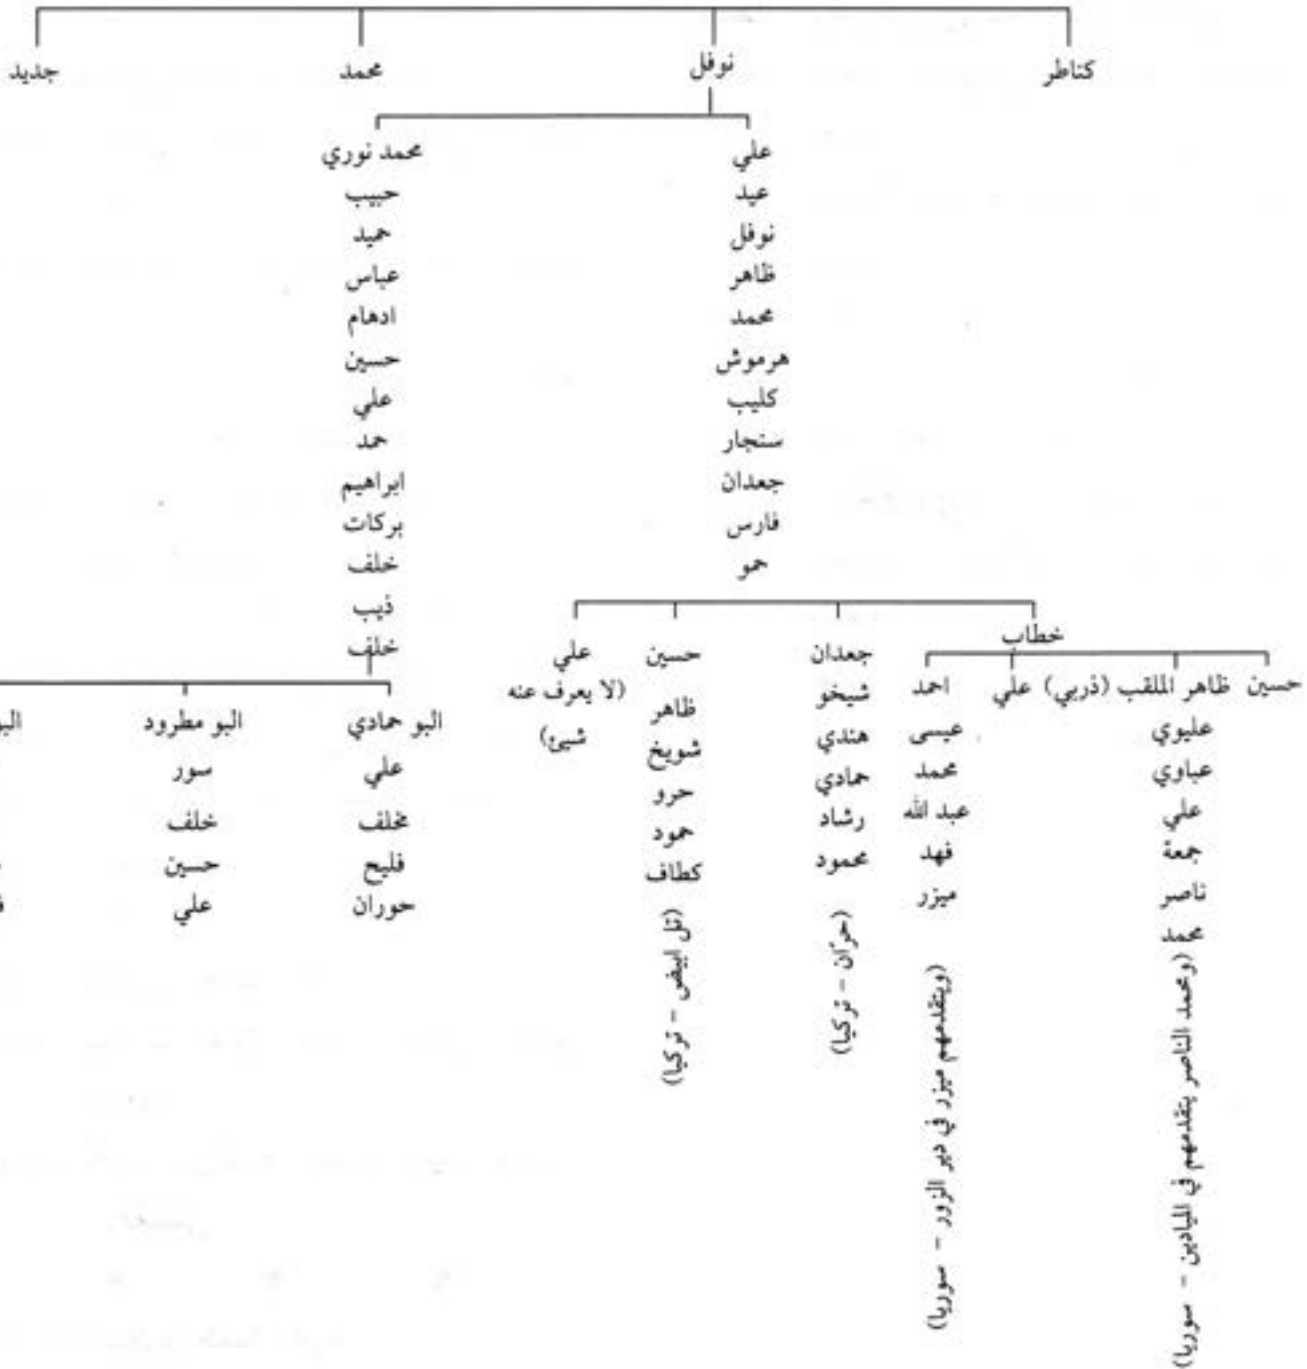 كناطر
نوفل
محمد
جديد
علي
عيد
نوفل
ظاهر
محمد
هرموش
كليب
سنجار
جعدان
فارس
حمو
محمد نوري
حبيب
حميد
عباس
ادهام
حسين
علي
حمد
ابراهيم
بركات
خلف
ذيب
خلف
خطاب
حسين
ظاهر الملقب (ذربي)
عليوي
عباوي
علي
جمعة
ناصر
محمد
(ومحمد الناصر يتقدمهم في الميادين - سوريا)
علي
احمد
عيسى
محمد
عبد الله
فهد
ميزر
(ويتقدمهم ميزر في دير الزور - سوريا)
جعدان
شيخو
هندي
حمادي
رشاد
محمود
(حرّان - تركيا)
حسين
ظاهر
شويخ
حرو
حمود
كطاف
(تل ابيض - تركيا)
علي
(لا يعرف عنه
شيئ)
البو حمادي
علي
مخلف
فليح
حوران
البو مطرود
سور
خلف
حسين
علي
البو